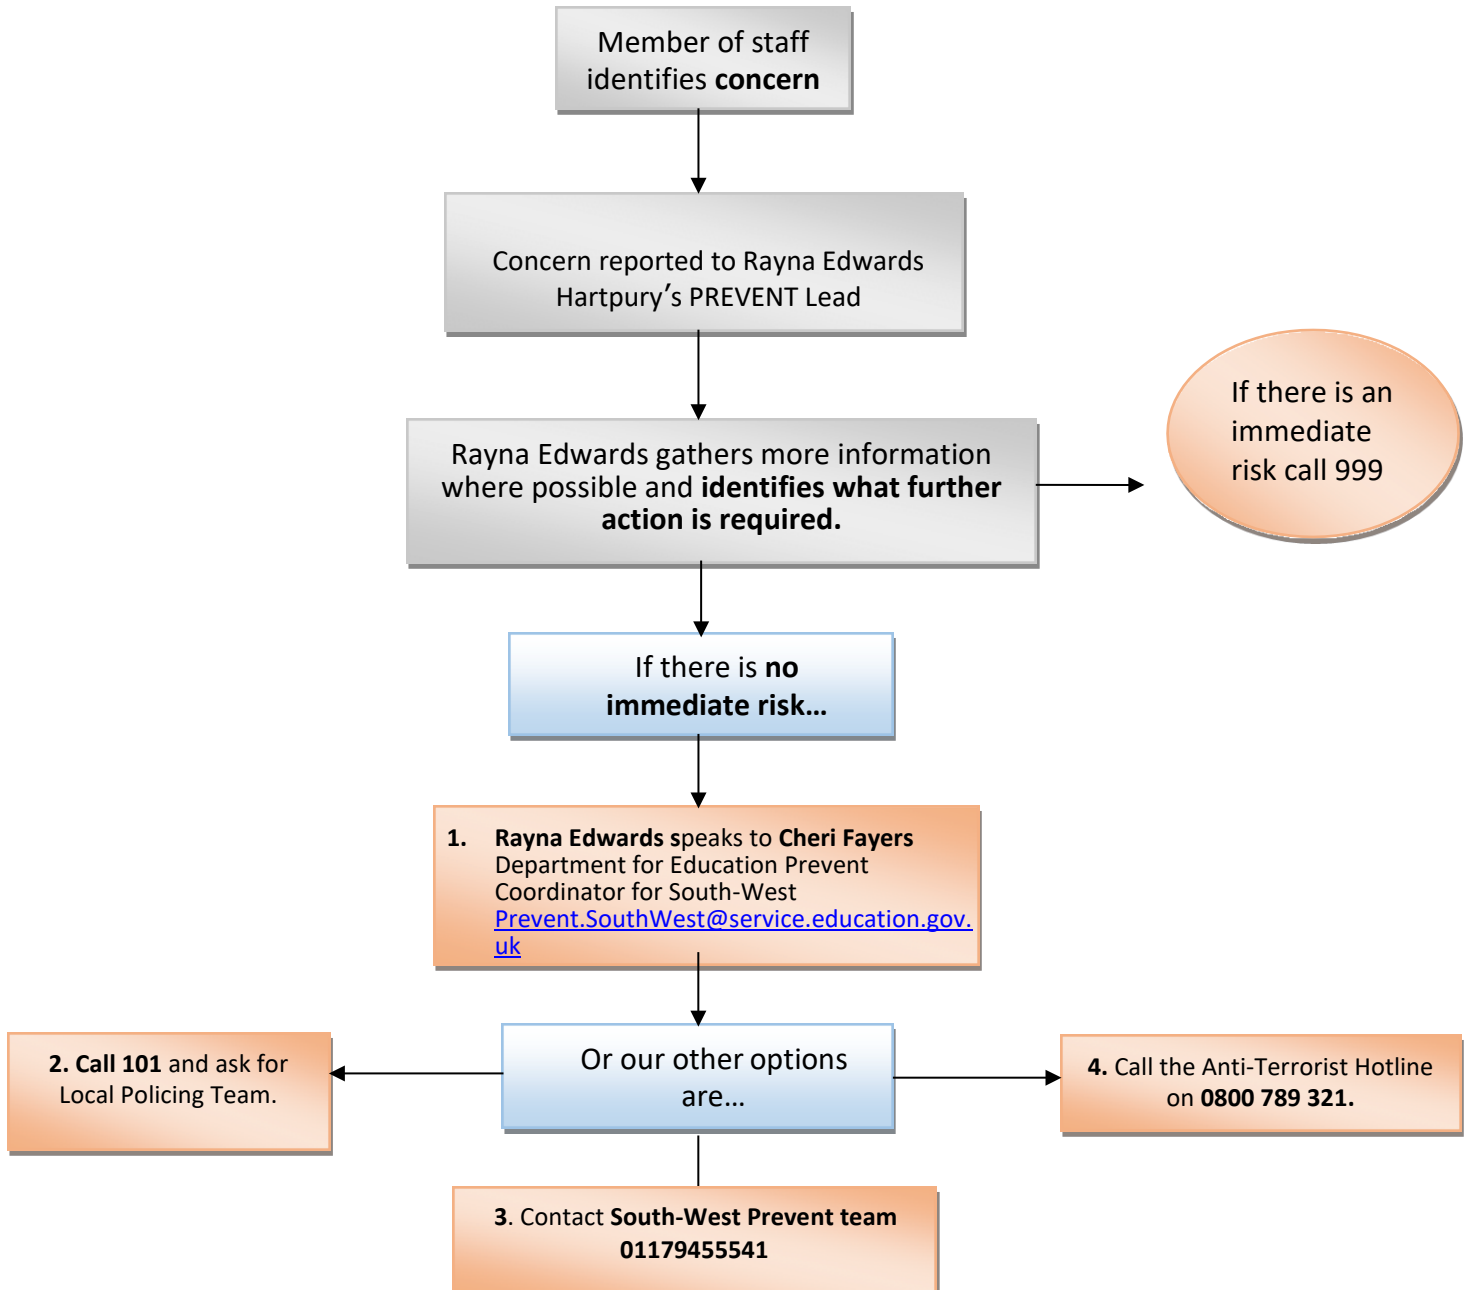 Member of staff
identifies concern
Concern reported to Rayna Edwards
Hartpury’s PREVENT Lead
If there is an
immediate
risk call 999
Rayna Edwards gathers more information
where possible and identifies what further
action is required.
If there is no
immediate risk…
1. Rayna Edwards speaks to Cheri Fayers
Department for Education Prevent
Coordinator for South-West
Prevent.SouthWest@service.education.gov.
uk
2. Call 101 and ask for
Local Policing Team.
Or our other options
are…
4. Call the Anti-Terrorist Hotline
on 0800 789 321.
3. Contact South-West Prevent team
01179455541